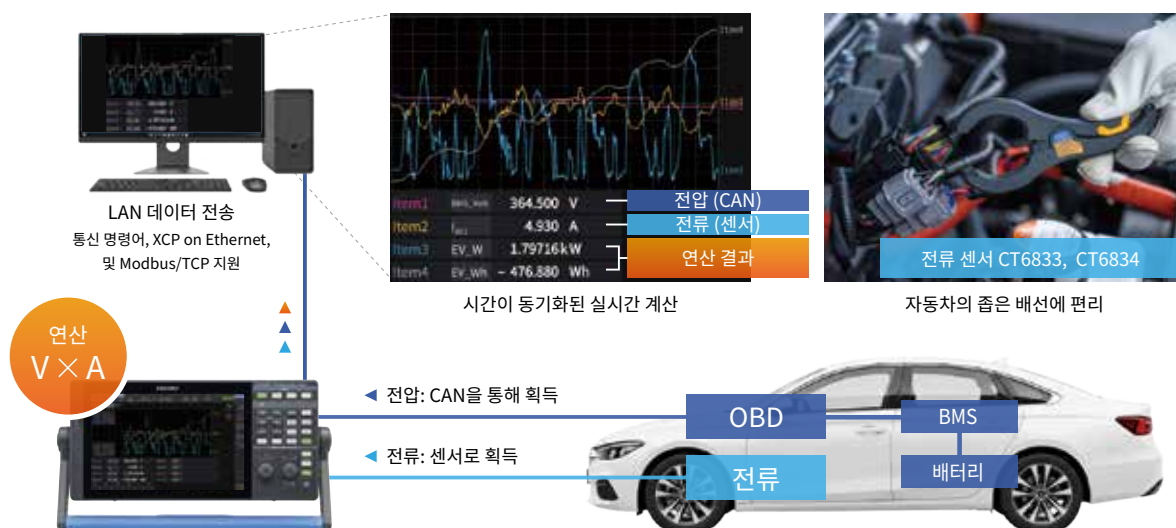 LAN 데이터 전송
통신 명령어, XCP on Ethernet,
및 Modbus/TCP 지원
Item4
Item1 364.500 V
Item2 4.930 A
Item3 EV_W 1.79716kW
Item4 EV_Wh - 476.880 Wh
전압 (CAN)
전류 (센서)
연산 결과
시간이 동기화된 실시간 계산
전류 센서 CT6833, CT6834
자동차의 좁은 배선에 편리
연산
V × A
전압: CAN을 통해 획득
전류: 센서로 획득
OBD
BMS
전류
배터리